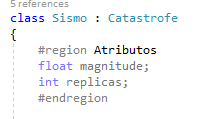 5 references
class Sismo : Catastrofe
{
#region Atributos
float magnitude;
int replicas;
#endregion